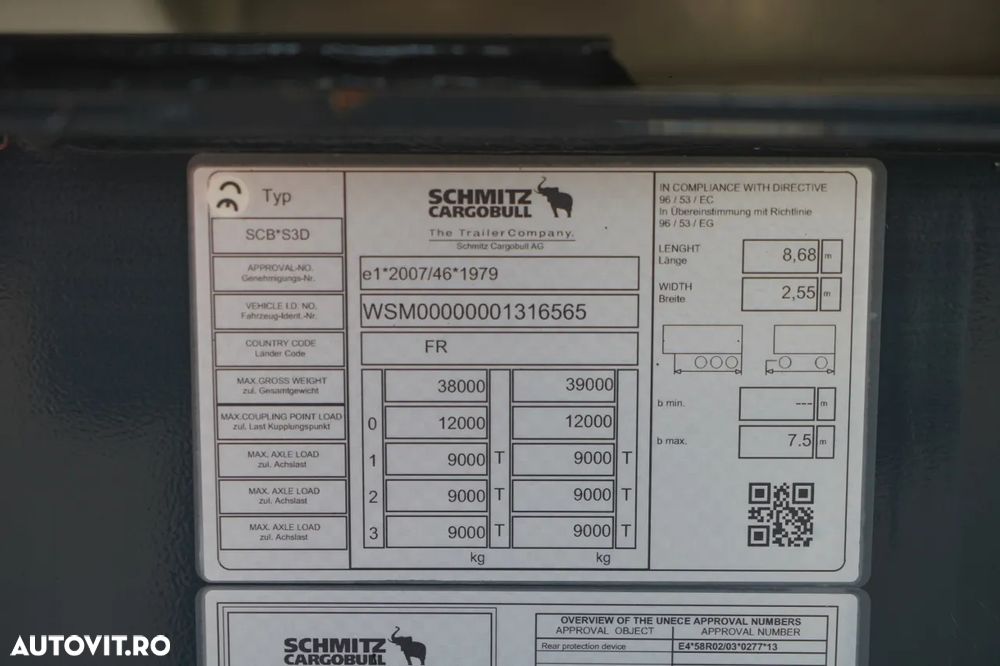 Typ
SCHMITZ
CARGOBULL
The TrailerCompany.
Schmitz Cargobull AG
IN COMPLIANCE WITH DIRECTIVE
96 / 53 / EC
In Übereinstimmung mit Richtlinie
96 / 53 / EG
SCB*S3D
APPROVAL-NO.
Genehmigungs-Nr.
e1*2007/46*1979
LENGHT
Länge
8,68 m
VEHICLE I.D. NO.
Fahrzeug-Ident.-Nr.
WSM00000001316565
WIDTH
Breite
2,55 m
COUNTRY CODE
Länder Code
FR
MAX.GROSS WEIGHT
zul. Gesamtgewicht
38000 39000
MAX.COUPLING POINT LOAD
zul. Last Kupplungspunkt
0 12000 12000
MAX. AXLE LOAD
zul. Achslast
1 9000 T 9000 T
MAX. AXLE LOAD
zul. Achslast
2 9000 T 9000 T
MAX. AXLE LOAD
zul. Achslast
3 9000 T 9000 T
kg kg
b min. --- m
b max. 7.5 m
SCHMITZ
CARGOBULL
OVERVIEW OF THE UNECE APPROVAL NUMBERS
APPROVAL OBJECT APPROVAL NUMBER
Rear protection device E4*58R02/03*0277*13
AUTOVIT.RO